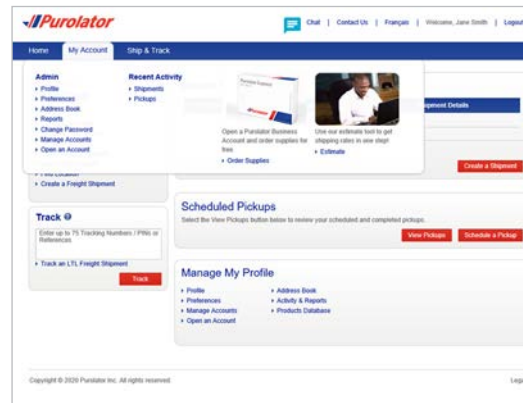 Purolator
Chat | Contact Us | Français | Welcome, Jane Smith | Logout
Home My Account Ship & Track
Admin
Profile
Preferences
Address Book
Reports
Change Password
Manage Accounts
Open an Account
Recent Activity
Shipments
Pickups
Open a Purolator Business
Account and order supplies for
free
Order Supplies
Use our estimate tool to get
shipping rates in one step!
Estimate
Shipment Details
Create a Shipment
Find Location
Create a Freight Shipment
Track
Enter up to 75 Tracking Numbers / PINs or
References
Track an LTL Freight Shipment
Track
Scheduled Pickups
Select the View Pickups button below to review your scheduled and completed pickups.
View Pickups Schedule a Pickup
Manage My Profile
Profile
Preferences
Manage Accounts
Open an Account
Address Book
Activity & Reports
Products Database
Copyright © 2020 Purolator Inc. All rights reserved.
Lega